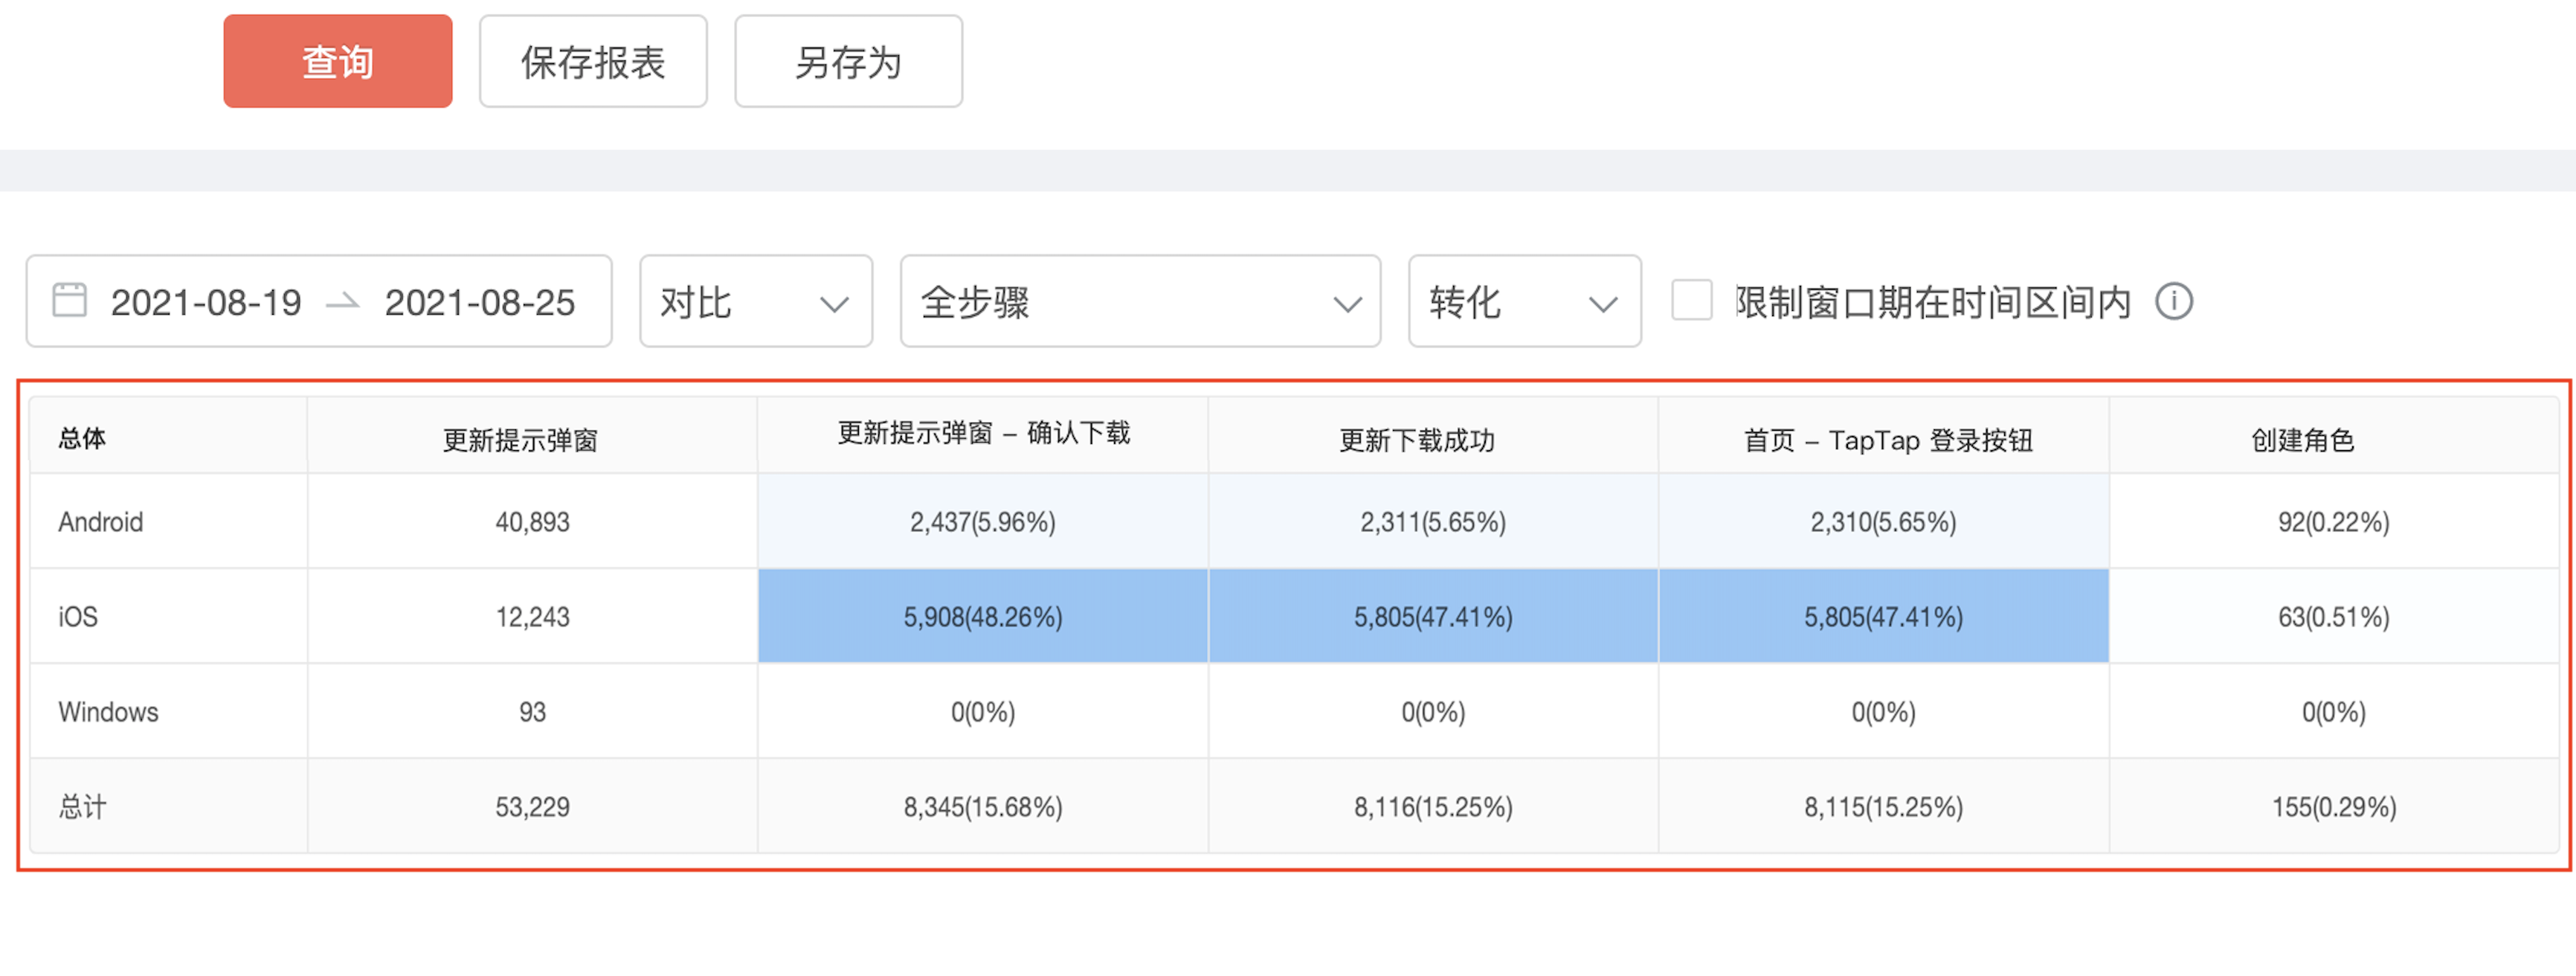 查询 保存报表 另存为
2021-08-19 → 2021-08-25 对比 全步骤 转化 限制窗口期在时间区间内
总体 更新提示弹窗 更新提示弹窗 – 确认下载 更新下载成功 首页 – TapTap 登录按钮 创建角色
Android 40,893 2,437(5.96%) 2,311(5.65%) 2,310(5.65%) 92(0.22%)
iOS 12,243 5,908(48.26%) 5,805(47.41%) 5,805(47.41%) 63(0.51%)
Windows 93 0(0%) 0(0%) 0(0%) 0(0%)
总计 53,229 8,345(15.68%) 8,116(15.25%) 8,115(15.25%) 155(0.29%)